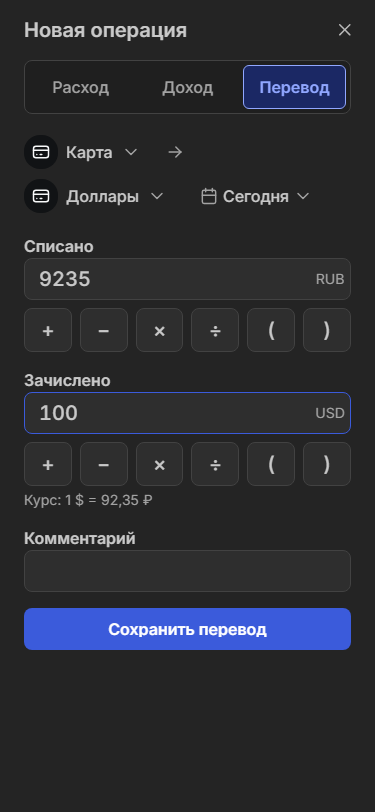 Новая операция
Расход Доход Перевод
Карта →
Доллары Сегодня
Списано
9235 RUB
+ − × ÷ ( )
Зачислено
100 USD
+ − × ÷ ( )
Курс: 1 $ = 92,35 ₽
Комментарий
Сохранить перевод